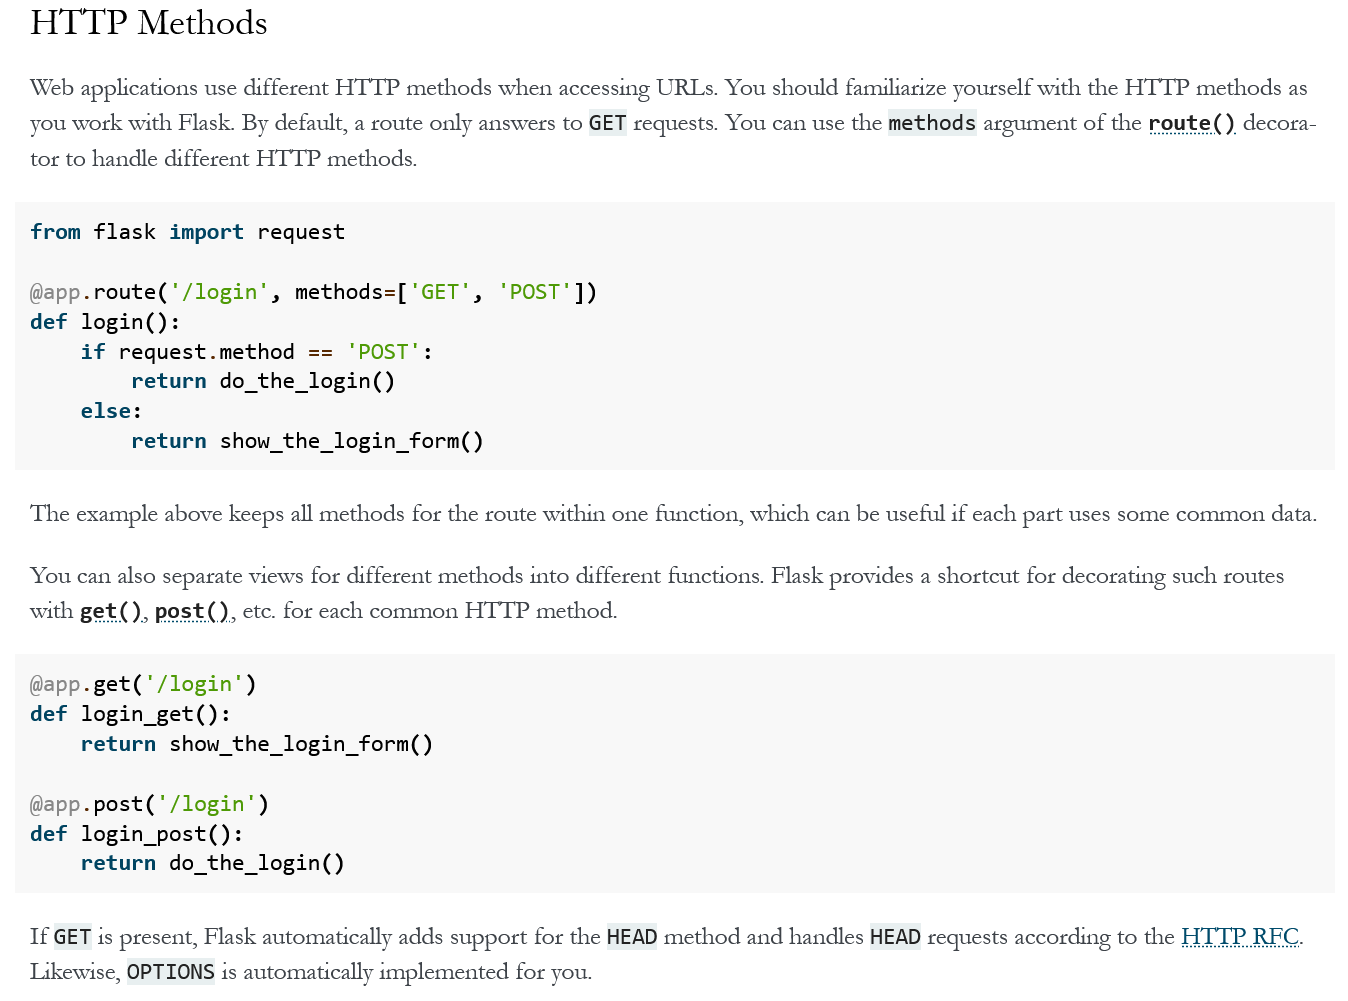 HTTP Methods
Web applications use different HTTP methods when accessing URLs. You should familiarize yourself with the HTTP methods as
you work with Flask. By default, a route only answers to GET requests. You can use the methods argument of the route() decora-
tor to handle different HTTP methods.
from flask import request
@app.route('/login', methods=['GET', 'POST'])
def login():
    if request.method == 'POST':
        return do_the_login()
    else:
        return show_the_login_form()
The example above keeps all methods for the route within one function, which can be useful if each part uses some common data.
You can also separate views for different methods into different functions. Flask provides a shortcut for decorating such routes
with get(), post(), etc. for each common HTTP method.
@app.get('/login')
def login_get():
    return show_the_login_form()
@app.post('/login')
def login_post():
    return do_the_login()
If GET is present, Flask automatically adds support for the HEAD method and handles HEAD requests according to the HTTP RFC.
Likewise, OPTIONS is automatically implemented for you.